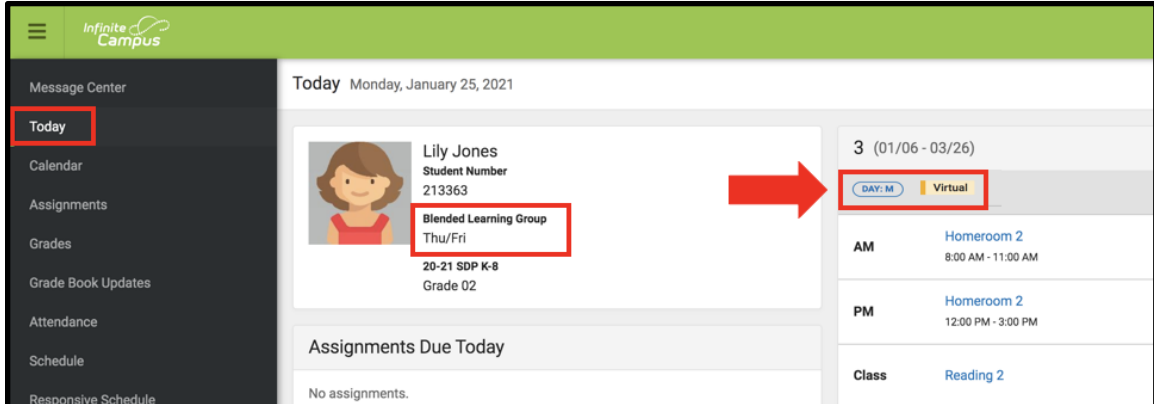 Infinite
Campus
Message Center
Today
Calendar
Assignments
Grades
Grade Book Updates
Attendance
Schedule
Responsive Schedule
Today Monday, January 25, 2021
Lily Jones
Student Number
213363
Blended Learning Group
Thu/Fri
20-21 SDP K-8
Grade 02
Assignments Due Today
No assignments.
3 (01/06 - 03/26)
DAY: M Virtual
AM Homeroom 2
8:00 AM - 11:00 AM
PM Homeroom 2
12:00 PM - 3:00 PM
Class Reading 2